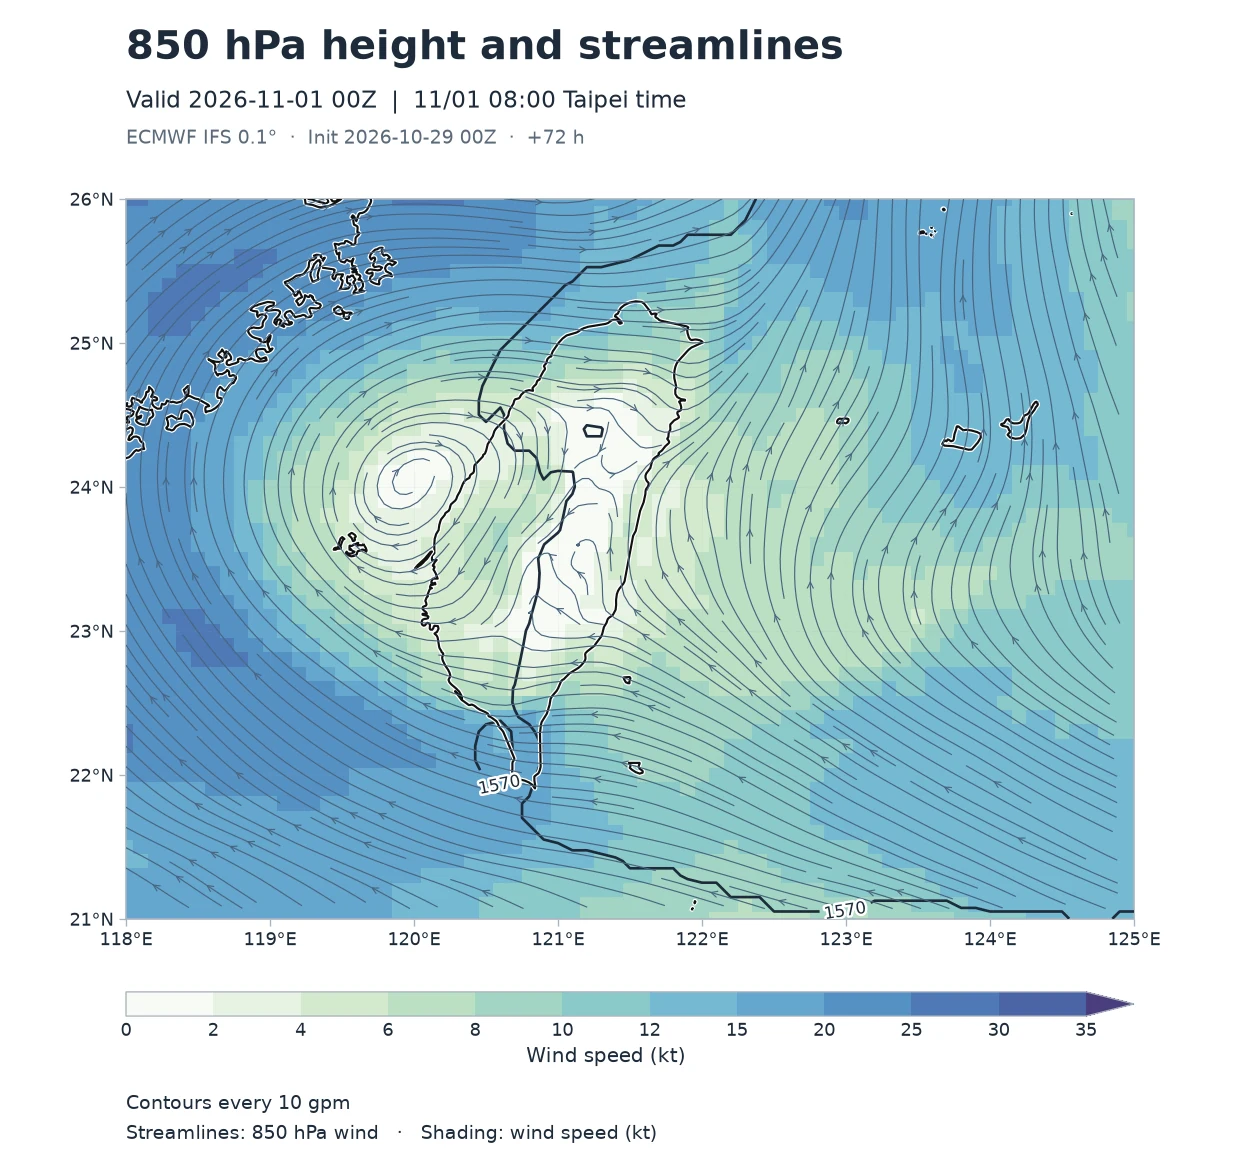 850 hPa height and streamlines
Valid 2026-11-01 00Z | 11/01 08:00 Taipei time
ECMWF IFS 0.1° · Init 2026-10-29 00Z · +72 h
26°N
25°N
24°N
23°N
22°N
21°N
1570
1570
118°E 119°E 120°E 121°E 122°E 123°E 124°E 125°E
0 2 4 6 8 10 12 15 20 25 30 35
Wind speed (kt)
Contours every 10 gpm
Streamlines: 850 hPa wind · Shading: wind speed (kt)